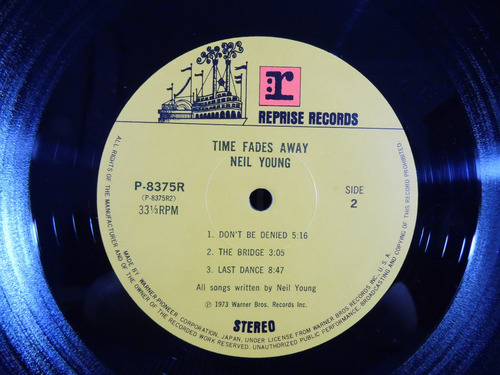 r
REPRISE RECORDS
TIME FADES AWAY
NEIL YOUNG
P-8375R
(P-8375R2)
33⅓RPM
SIDE
2
1. DON'T BE DENIED 5:16
2. THE BRIDGE 3:05
3. LAST DANCE 8:47
All songs written by Neil Young
℗ 1973 Warner Bros. Records Inc.
STEREO
ALL RIGHTS OF THE MANUFACTURER AND OF THE OWNER OF THE RECORDED WORK RESERVED. UNAUTHORIZED PUBLIC PERFORMANCE, BROADCASTING AND COPYING OF THIS RECORD PROHIBITED
MADE BY WARNER-PIONEER CORPORATION, JAPAN, UNDER LICENSE FROM WARNER BROS. RECORDS INC., U.S.A.